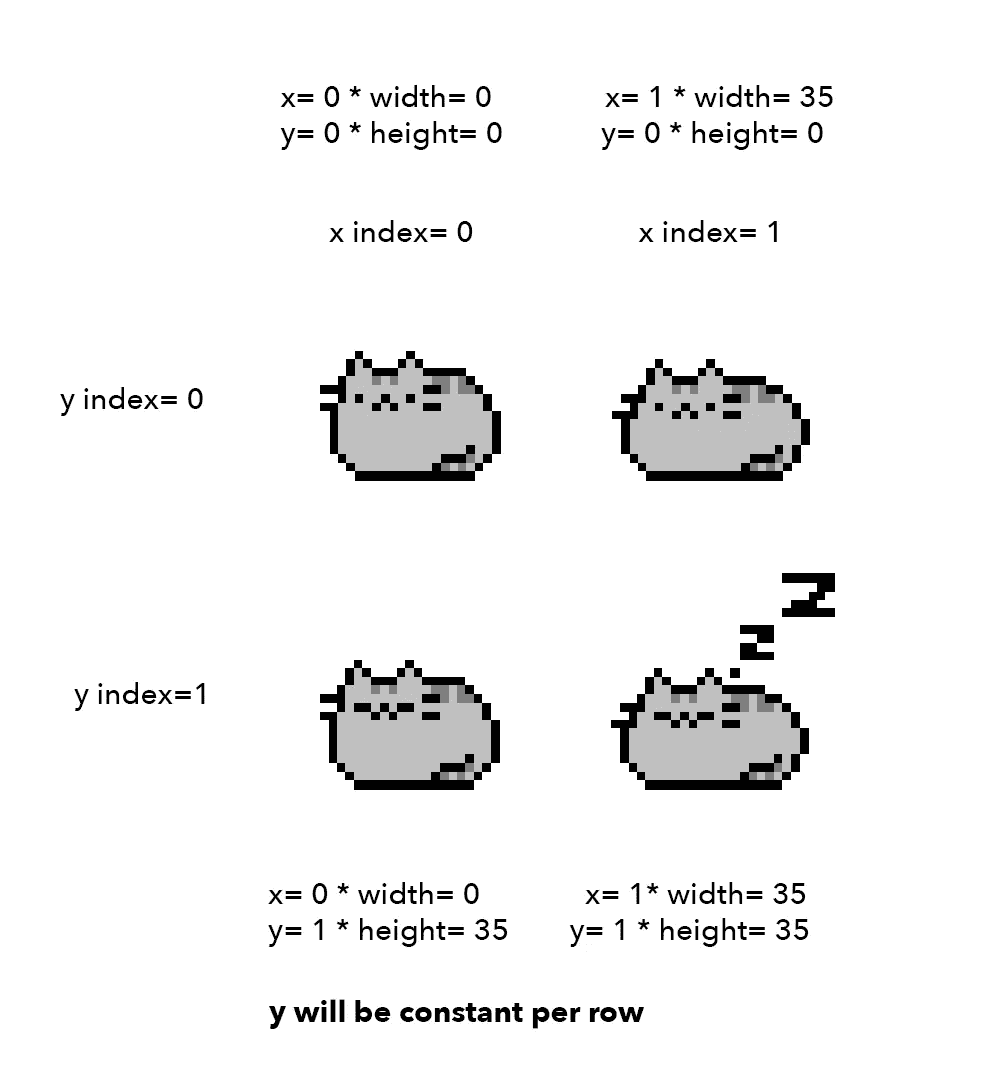 x= 0 * width= 0
y= 0 * height= 0
x= 1 * width= 35
y= 0 * height= 0
x index= 0
x index= 1
y index= 0
z
Z
y index=1
x= 0 * width= 0
y= 1 * height= 35
x= 1* width= 35
y= 1 * height= 35
y will be constant per row